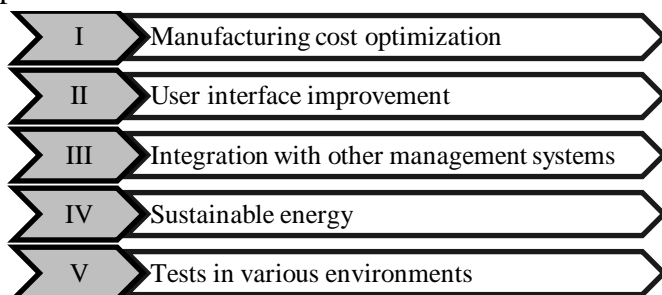 I Manufacturing cost optimization
II User interface improvement
III Integration with other management systems
IV Sustainable energy
V Tests in various environments